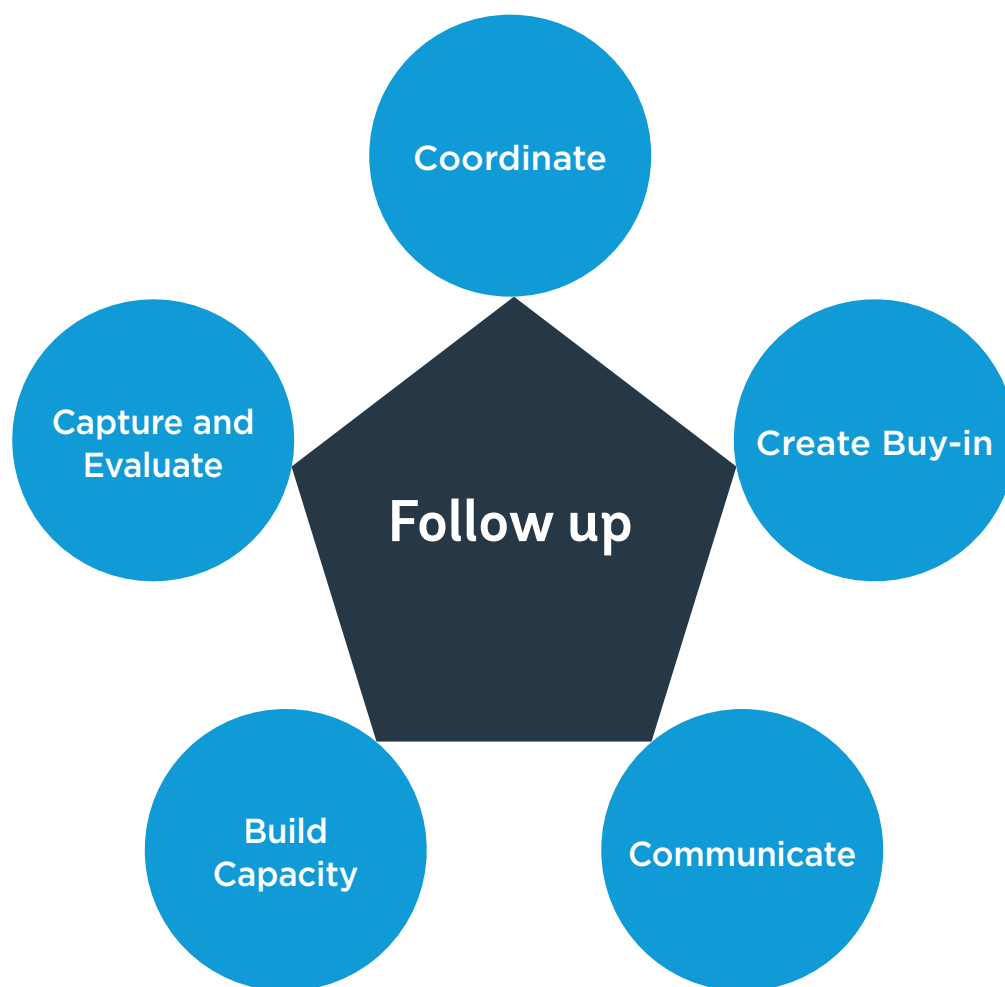 Coordinate
Create Buy-in
Communicate
Build
Capacity
Capture and
Evaluate
Follow up